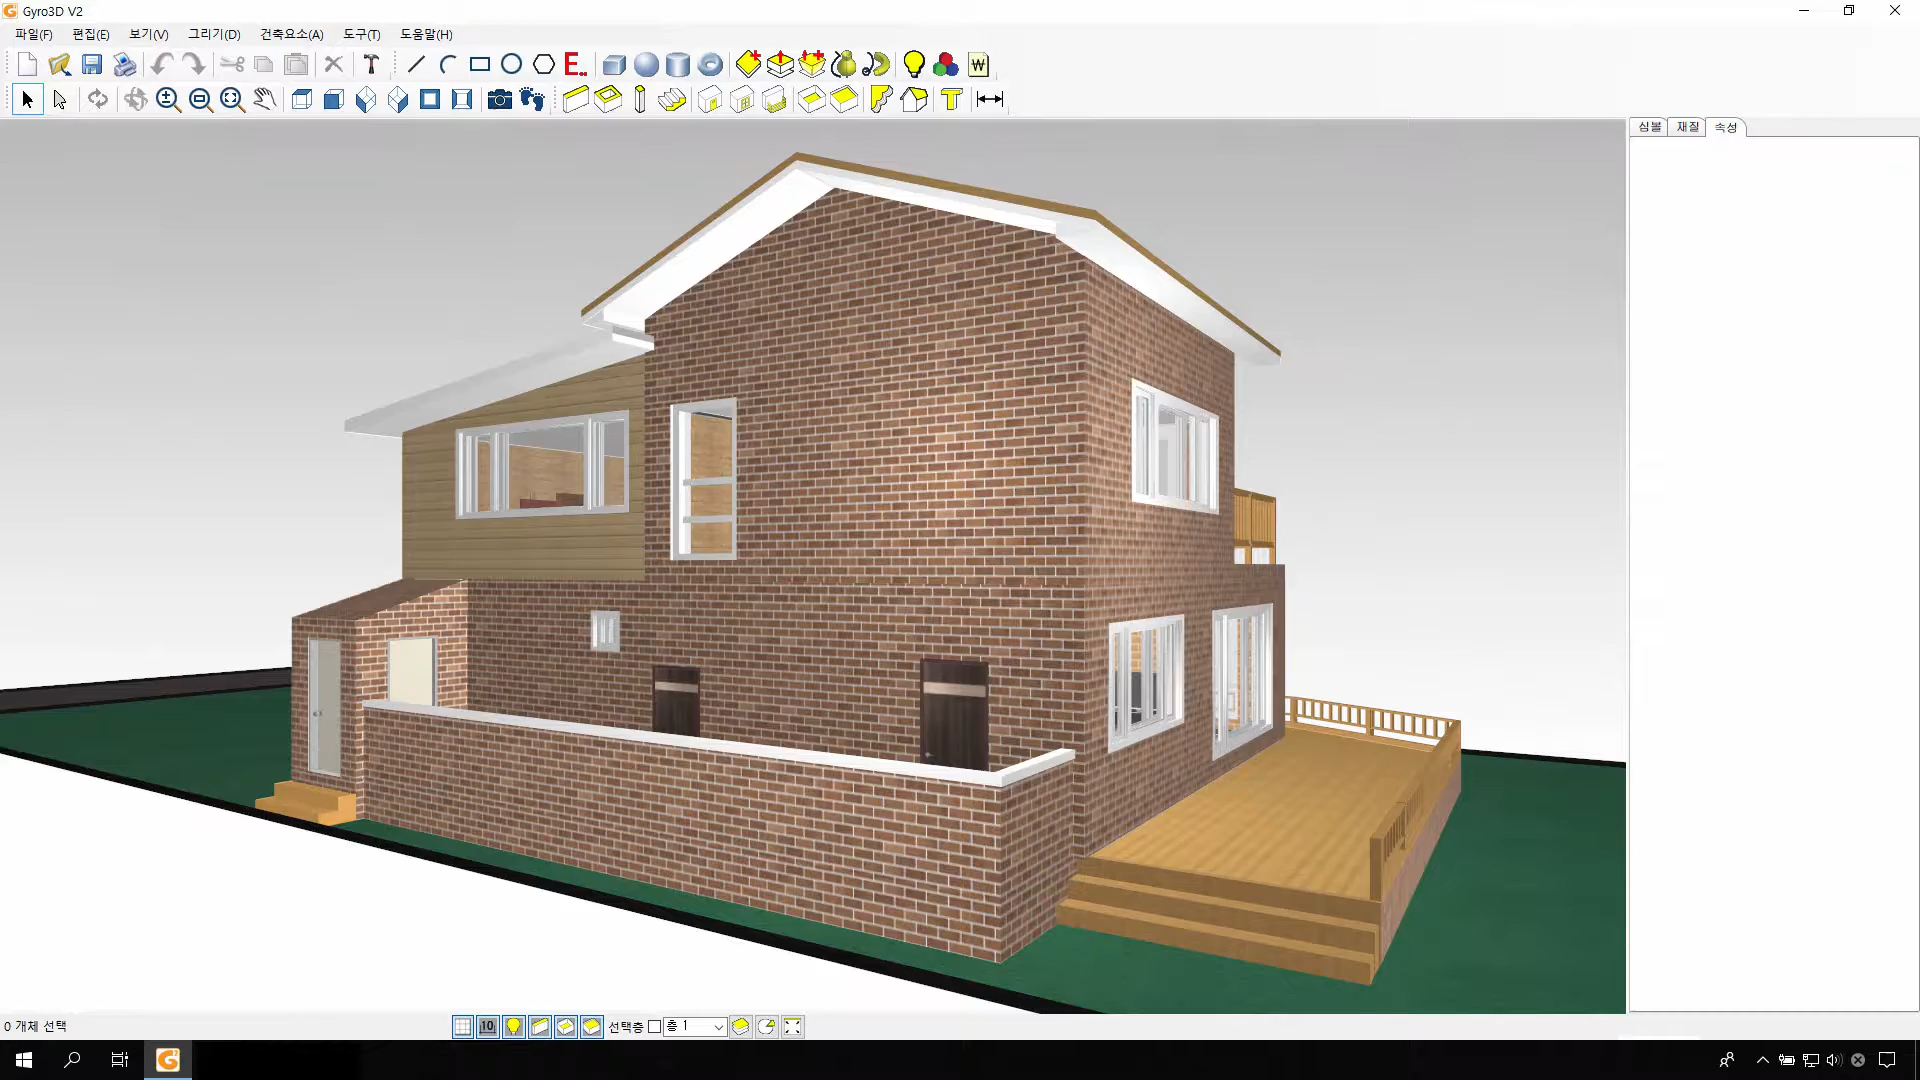 Gyro3D V2
파일(F) 편집(E) 보기(V) 그리기(D) 건축요소(A) 도구(T) 도움말(H)
E..
W
T
심볼 재질 속성
0 개체 선택
10 선택층 층 1